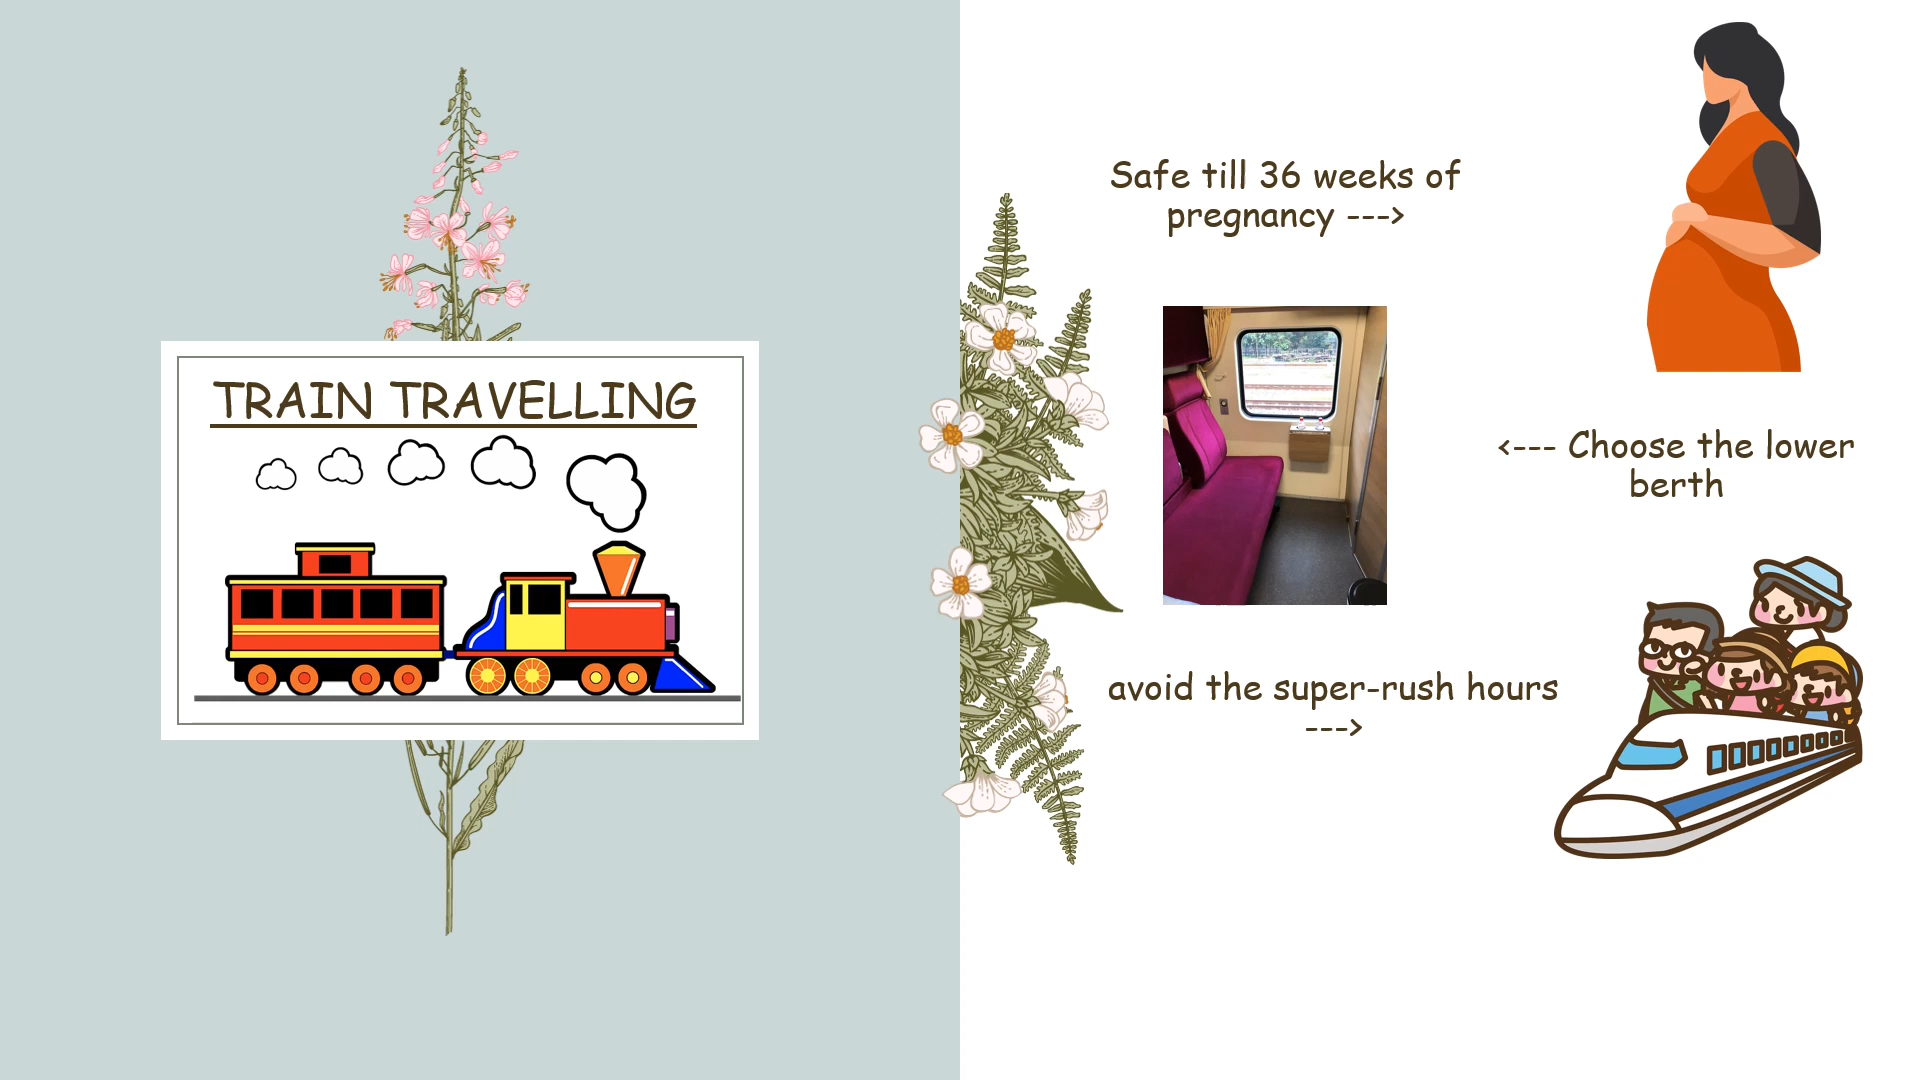 TRAIN TRAVELLING
Safe till 36 weeks of
pregnancy --->
<--- Choose the lower
berth
avoid the super-rush hours
--->